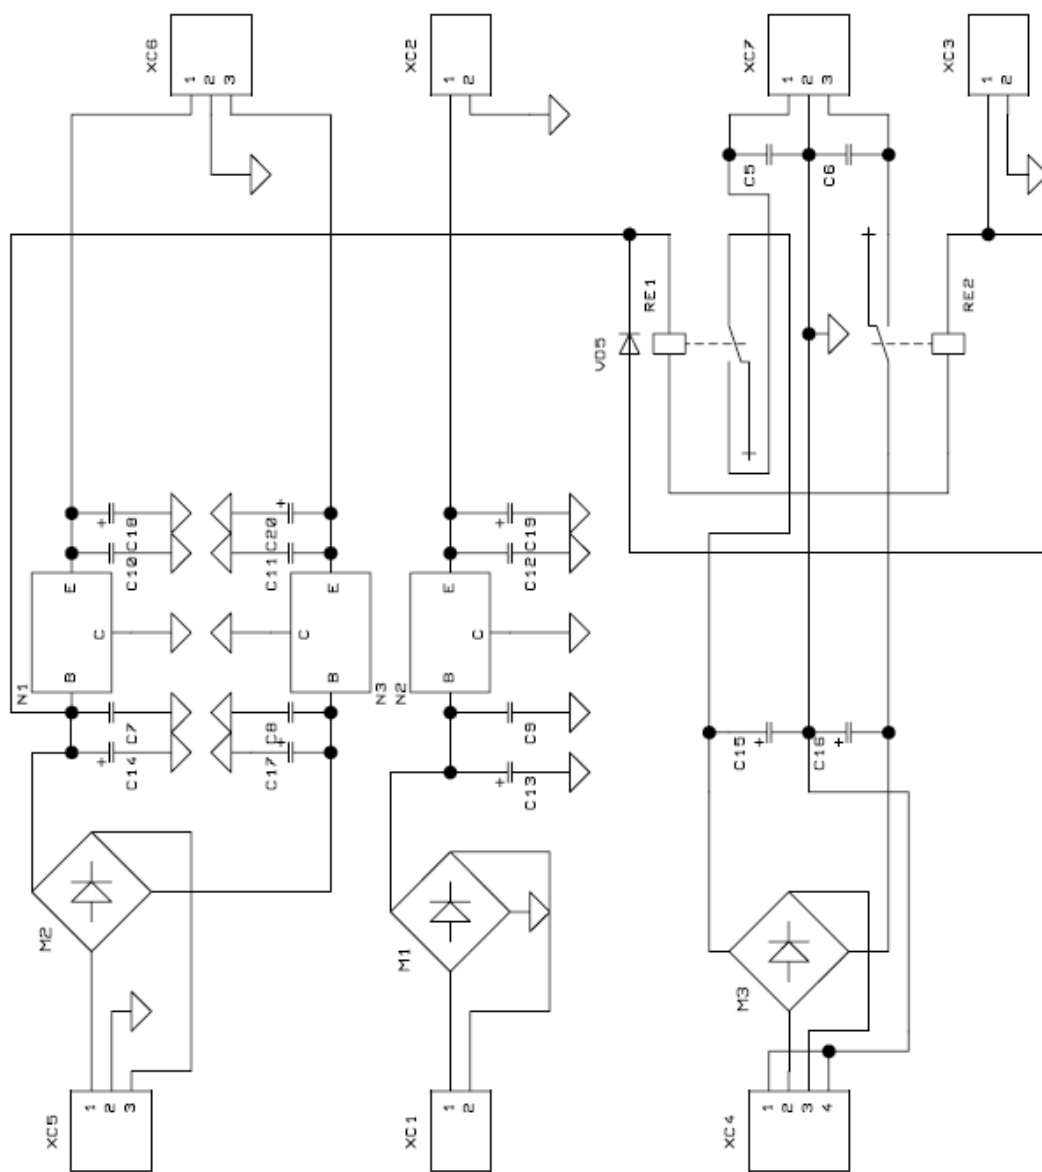 XC6
1
2
3
XC2
1
2
XC7
1
2
3
XC3
1
2
C5
C6
RE1
RE2
VD5
+
+
+
C18
C10
+
C20
C11
+
C19
C12
E
C
B
N1
E
C
B
N3
E
C
B
N2
C7
+
C14
C8
+
C17
C9
+
C13
C15
+
C16
+
M2
M1
M3
XC5
1
2
3
XC1
1
2
XC4
1
2
3
4